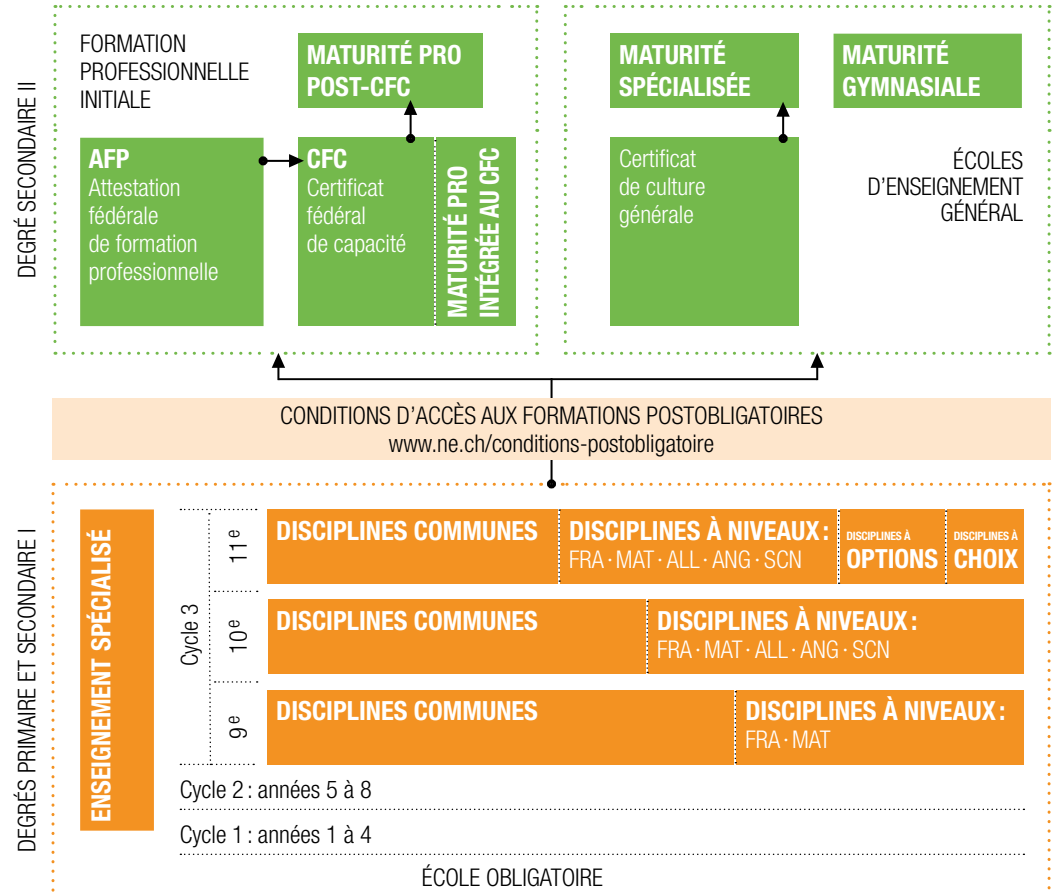 DEGRÉ SECONDAIRE II
FORMATION
PROFESSIONNELLE
INITIALE
MATURITÉ PRO
POST-CFC
AFP
Attestation
fédérale
de formation
professionnelle
CFC
Certificat
fédéral
de capacité
MATURITÉ PRO
INTÉGRÉE AU CFC
MATURITÉ
SPÉCIALISÉE
MATURITÉ
GYMNASIALE
Certificat
de culture
générale
ÉCOLES
D'ENSEIGNEMENT
GÉNÉRAL
CONDITIONS D'ACCÈS AUX FORMATIONS POSTOBLIGATOIRES
www.ne.ch/conditions-postobligatoire
DEGRÉS PRIMAIRE ET SECONDAIRE I
ENSEIGNEMENT SPÉCIALISÉ
Cycle 3
11e
DISCIPLINES COMMUNES
DISCIPLINES À NIVEAUX :
FRA · MAT · ALL · ANG · SCN
DISCIPLINES À
OPTIONS
DISCIPLINES À
CHOIX
10e
DISCIPLINES COMMUNES
DISCIPLINES À NIVEAUX :
FRA · MAT · ALL · ANG · SCN
9e
DISCIPLINES COMMUNES
DISCIPLINES À NIVEAUX :
FRA · MAT
Cycle 2 : années 5 à 8
Cycle 1 : années 1 à 4
ÉCOLE OBLIGATOIRE